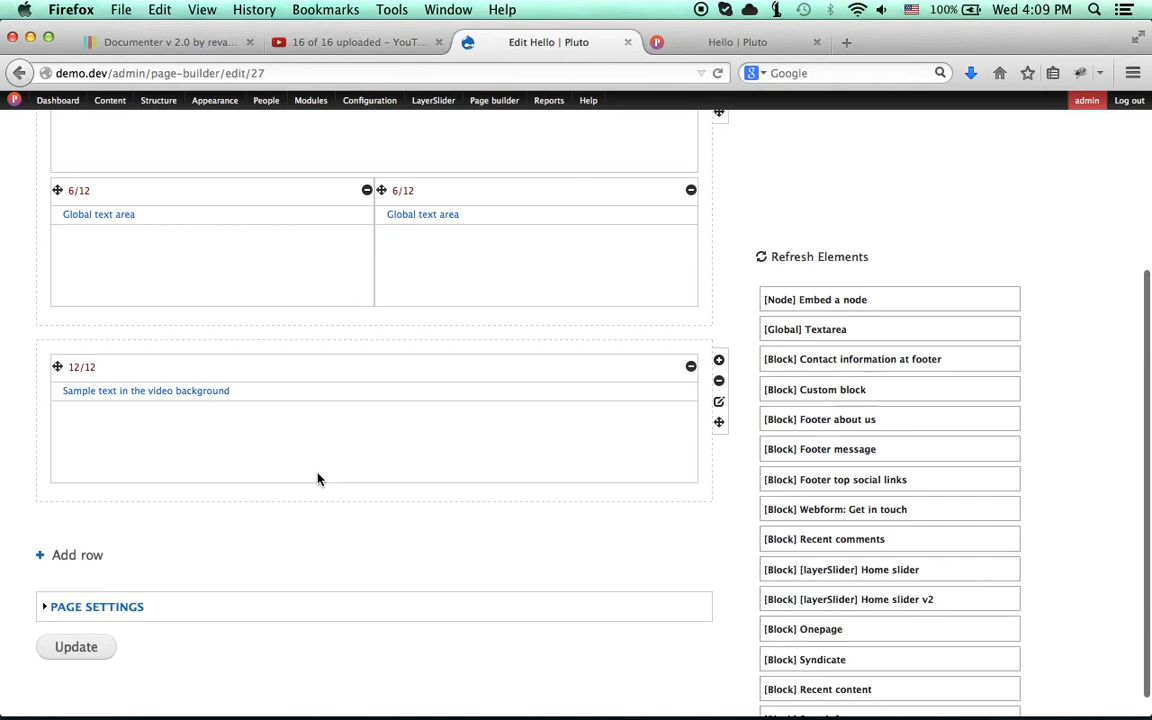 Firefox File Edit View History Bookmarks Tools Window Help 100% Wed 4:09 PM
Documenter v 2.0 by reva... × 16 of 16 uploaded – YouT... × Edit Hello | Pluto × Hello | Pluto × +
demo.dev/admin/page-builder/edit/27 Google
Dashboard Content Structure Appearance People Modules Configuration LayerSlider Page builder Reports Help admin Log out
6/12 6/12
Global text area Global text area
Refresh Elements
[Node] Embed a node
[Global] Textarea
[Block] Contact information at footer
12/12
Sample text in the video background
[Block] Custom block
[Block] Footer about us
[Block] Footer message
[Block] Footer top social links
[Block] Webform: Get in touch
[Block] Recent comments
+ Add row
[Block] [layerSlider] Home slider
[Block] [layerSlider] Home slider v2
PAGE SETTINGS
[Block] Onepage
Update
[Block] Syndicate
[Block] Recent content